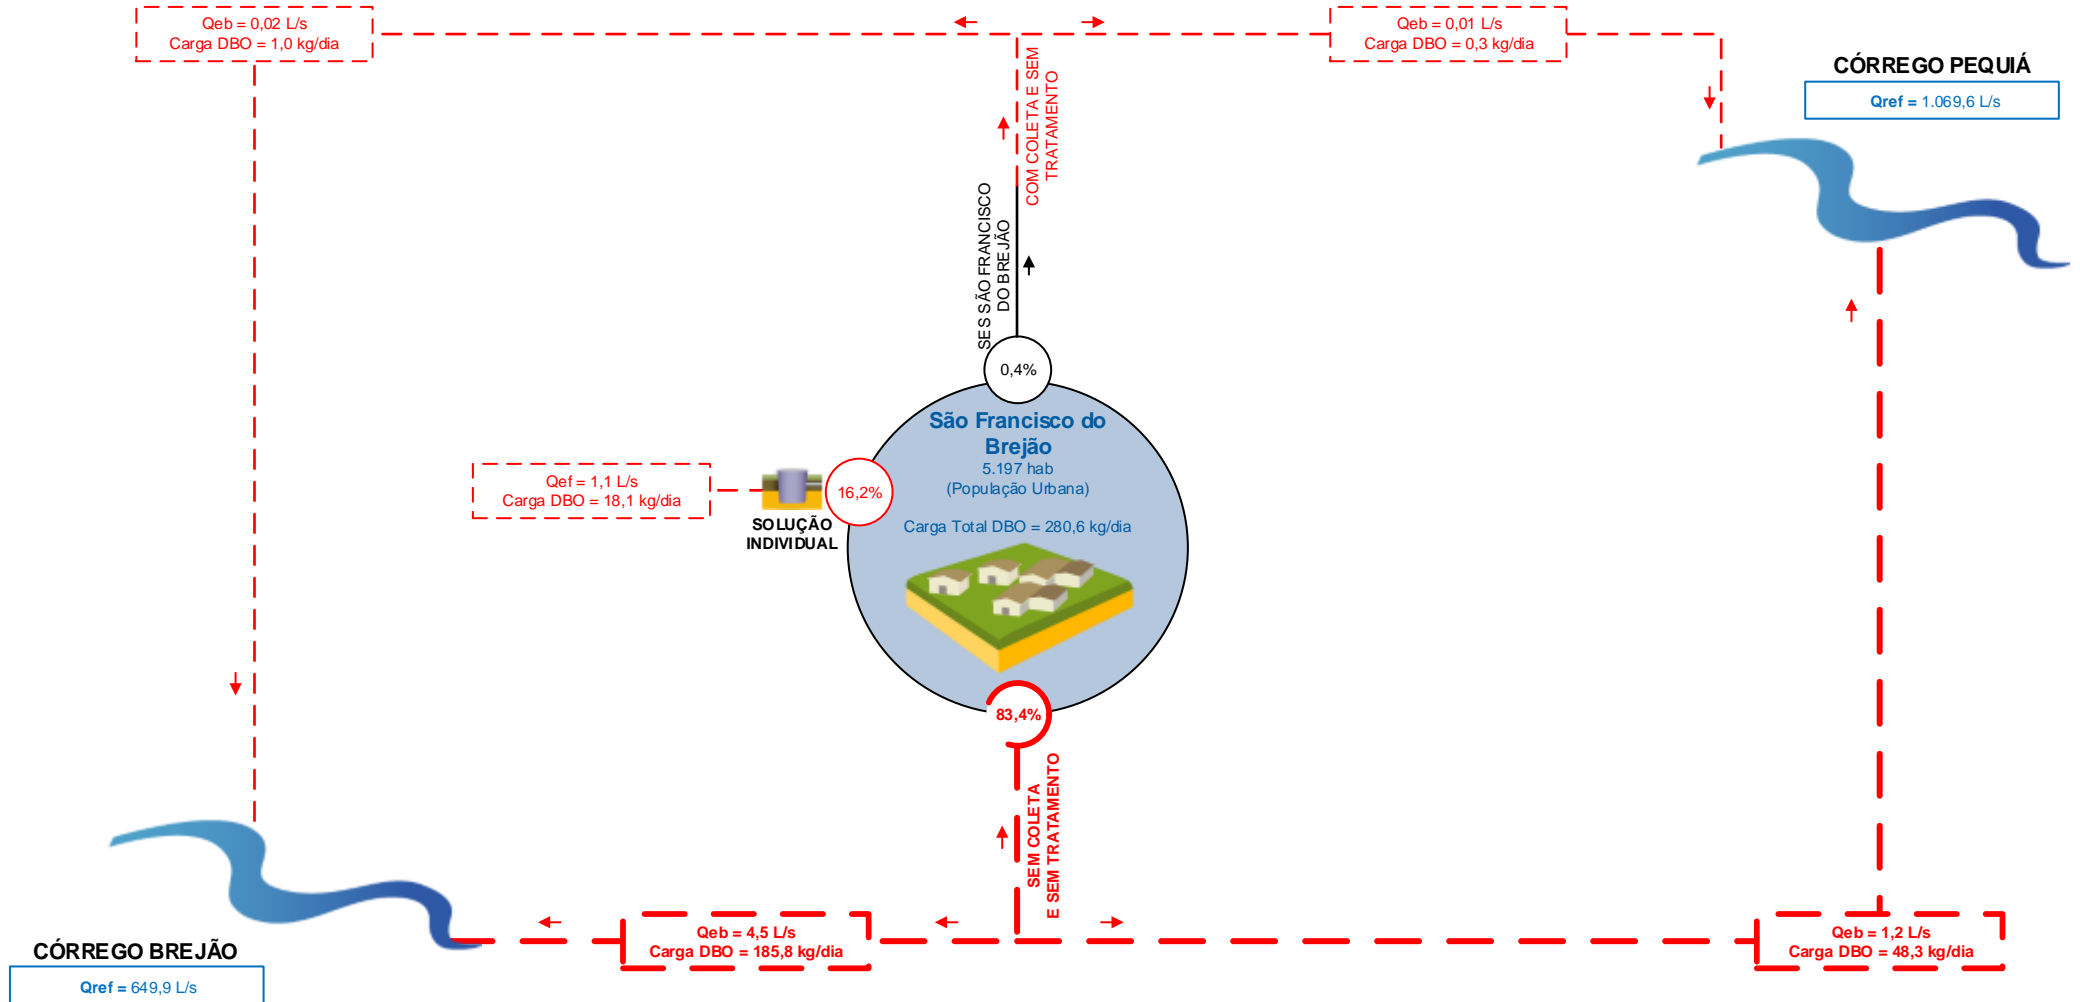 Qeb = 0,02 L/s
Carga DBO = 1,0 kg/dia
Qeb = 0,01 L/s
Carga DBO = 0,3 kg/dia
CÓRREGO PEQUIÁ
Qref = 1.069,6 L/s
COM COLETA E SEM
TRATAMENTO
SES SÃO FRANCISCO
DO BREJÃO
0,4%
São Francisco do
Brejão
5.197 hab
(População Urbana)
Carga Total DBO = 280,6 kg/dia
16,2%
Qef = 1,1 L/s
Carga DBO = 18,1 kg/dia
SOLUÇÃO
INDIVIDUAL
83,4%
SEM COLETA
E SEM TRATAMENTO
Qeb = 4,5 L/s
Carga DBO = 185,8 kg/dia
Qeb = 1,2 L/s
Carga DBO = 48,3 kg/dia
CÓRREGO BREJÃO
Qref = 649,9 L/s